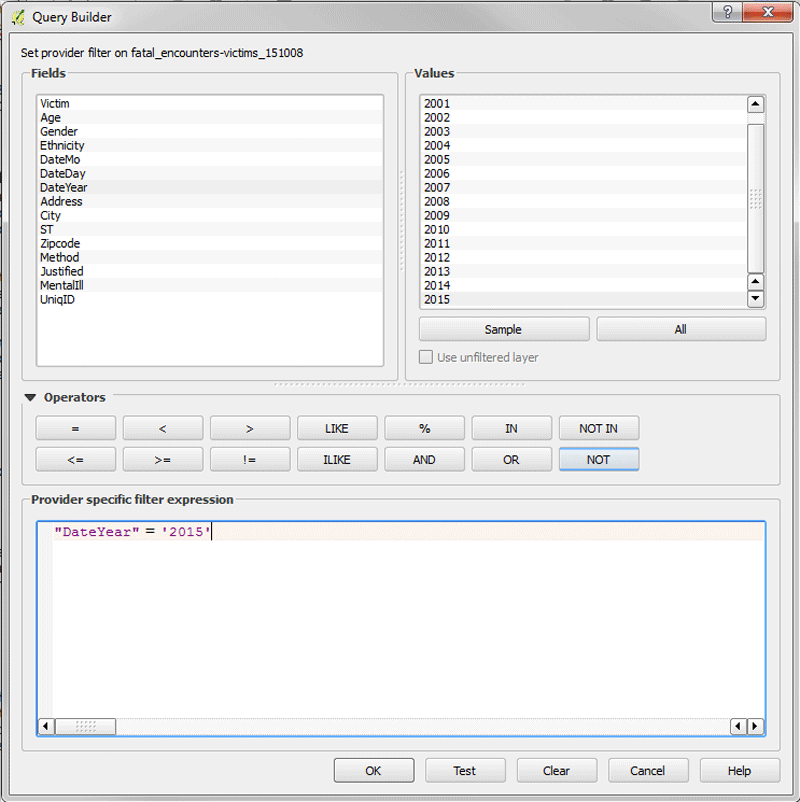 Query Builder
Set provider filter on fatal_encounters-victims_151008
Fields
Victim
Age
Gender
Ethnicity
DateMo
DateDay
DateYear
Address
City
ST
Zipcode
Method
Justified
MentalIll
UniqID
Values
2001
2002
2003
2004
2005
2006
2007
2008
2009
2010
2011
2012
2013
2014
2015
Sample All
Use unfiltered layer
Operators
= < > LIKE % IN NOT IN
<= >= != ILIKE AND OR NOT
Provider specific filter expression
"DateYear" = '2015'
OK Test Clear Cancel Help